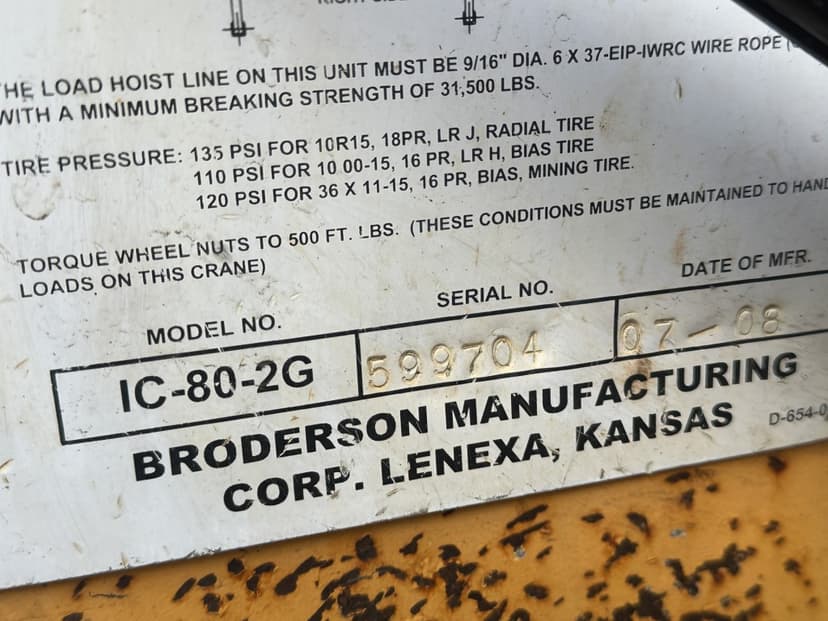 THE LOAD HOIST LINE ON THIS UNIT MUST BE 9/16" DIA. 6 X 37-EIP-IWRC WIRE ROPE
WITH A MINIMUM BREAKING STRENGTH OF 31,500 LBS.
TIRE PRESSURE: 135 PSI FOR 10R15, 18PR, LR J, RADIAL TIRE
110 PSI FOR 10 00-15, 16 PR, LR H, BIAS TIRE
120 PSI FOR 36 X 11-15, 16 PR, BIAS, MINING TIRE.
TORQUE WHEEL NUTS TO 500 FT. LBS. (THESE CONDITIONS MUST BE MAINTAINED TO HAND
LOADS ON THIS CRANE)
MODEL NO. SERIAL NO. DATE OF MFR.
IC-80-2G 599704 07-08
BRODERSON MANUFACTURING
CORP. LENEXA, KANSAS D-654-0